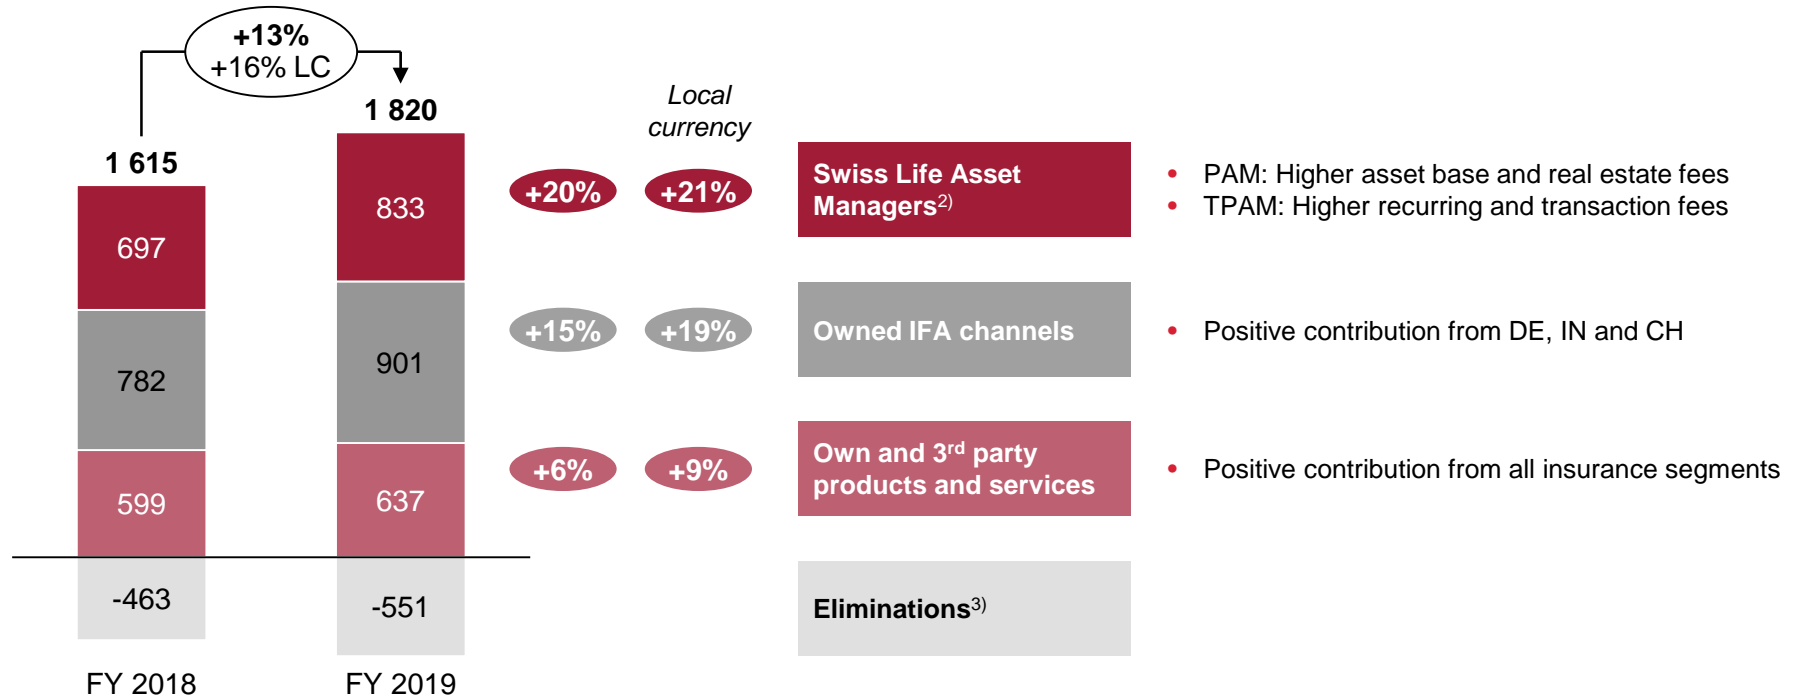 +13%
+16% LC
1 615
1 820
Local
currency
697
833
+20%
+21%
Swiss Life Asset
Managers2)
• PAM: Higher asset base and real estate fees
• TPAM: Higher recurring and transaction fees
782
901
+15%
+19%
Owned IFA channels
• Positive contribution from DE, IN and CH
599
637
+6%
+9%
Own and 3rd party
products and services
• Positive contribution from all insurance segments
-463
-551
Eliminations3)
FY 2018
FY 2019